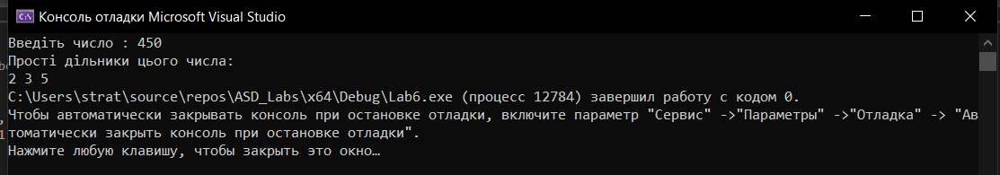 Консоль отладки Microsoft Visual Studio
Введіть число : 450
Прості дільники цього числа:
2 3 5
C:\Users\strat\source\repos\ASD_Labs\x64\Debug\Lab6.exe (процесс 12784) завершил работу с кодом 0.
Чтобы автоматически закрывать консоль при остановке отладки, включите параметр "Сервис" ->"Параметры" ->"Отладка" -> "Ав
томатически закрыть консоль при остановке отладки".
Нажмите любую клавишу, чтобы закрыть это окно…